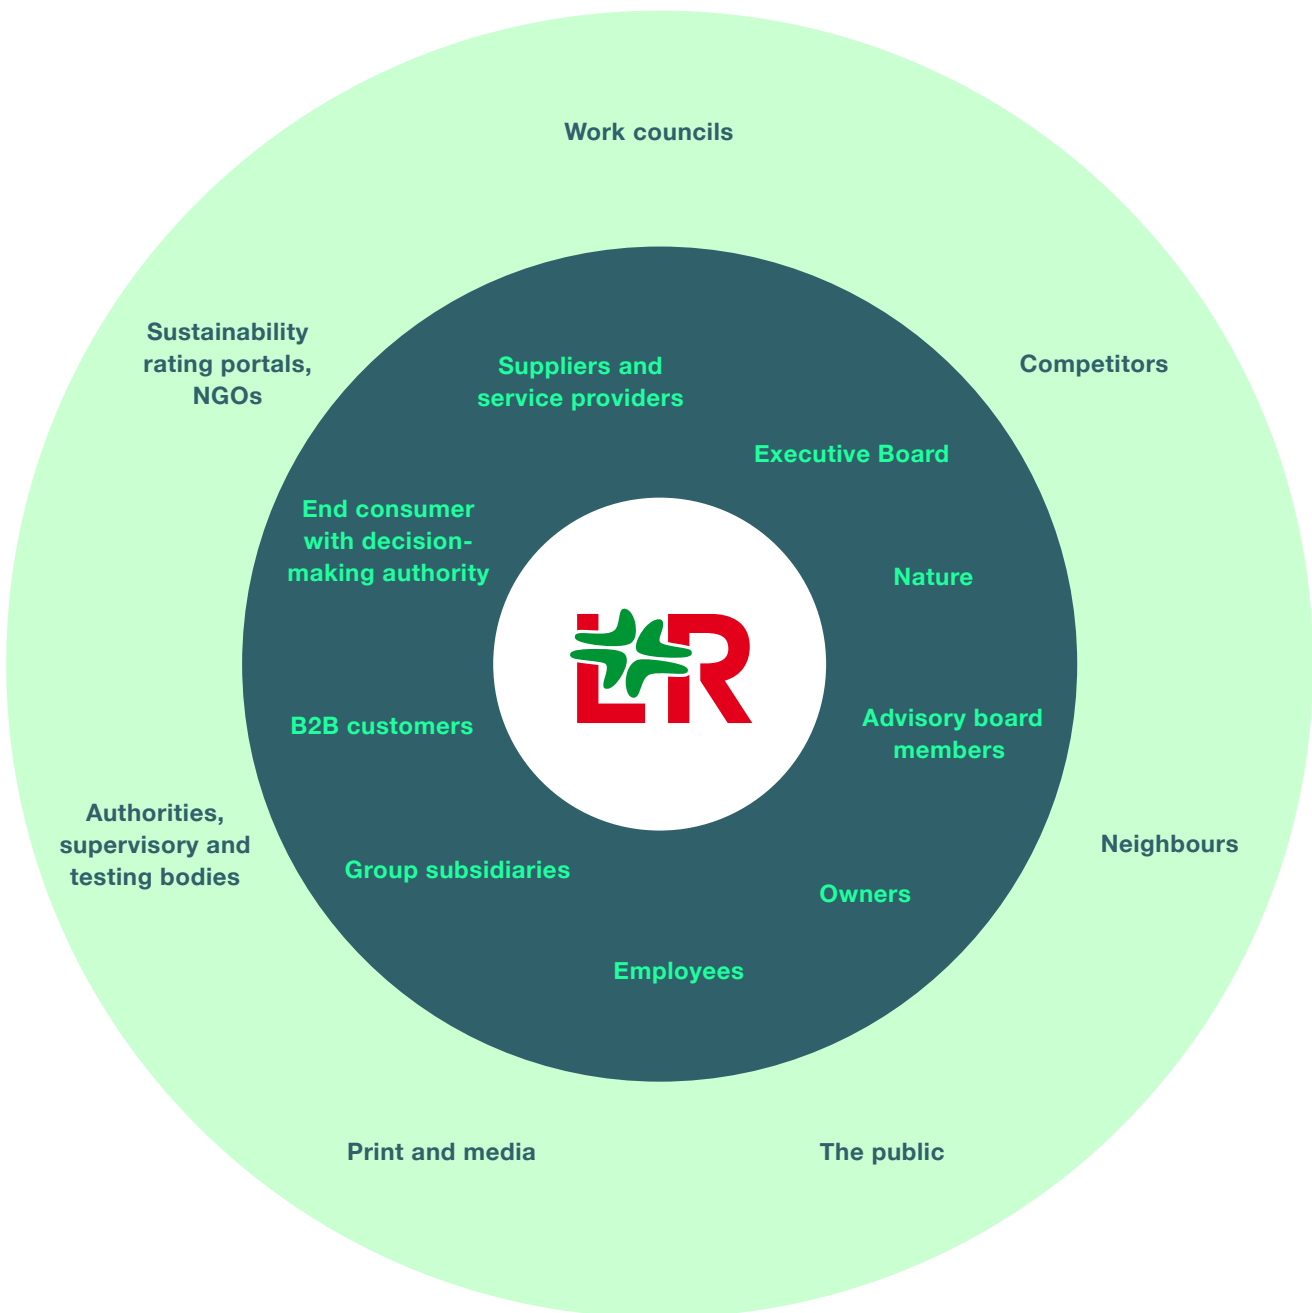 Work councils
Sustainability
rating portals,
NGOs
Competitors
Suppliers and
service providers
Executive Board
End consumer
with decision-
making authority
Nature
L&R
B2B customers
Advisory board
members
Authorities,
supervisory and
testing bodies
Neighbours
Group subsidiaries
Owners
Employees
Print and media
The public